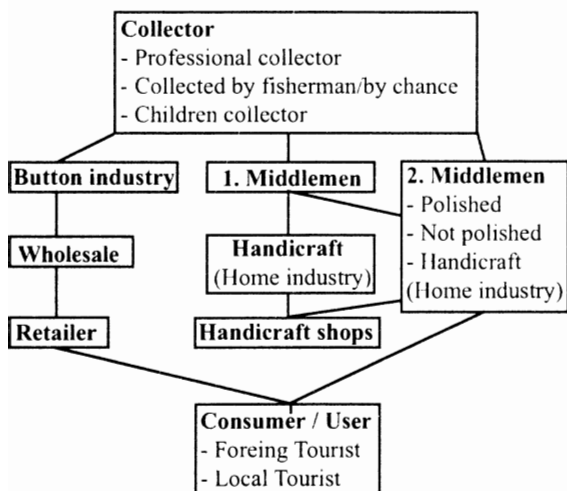 Collector
- Professional collector
- Collected by fisherman/by chance
- Children collector
Button industry
1. Middlemen
2. Middlemen
- Polished
- Not polished
- Handicraft
(Home industry)
Wholesale
Handicraft
(Home industry)
Retailer
Handicraft shops
Consumer / User
- Foreing Tourist
- Local Tourist